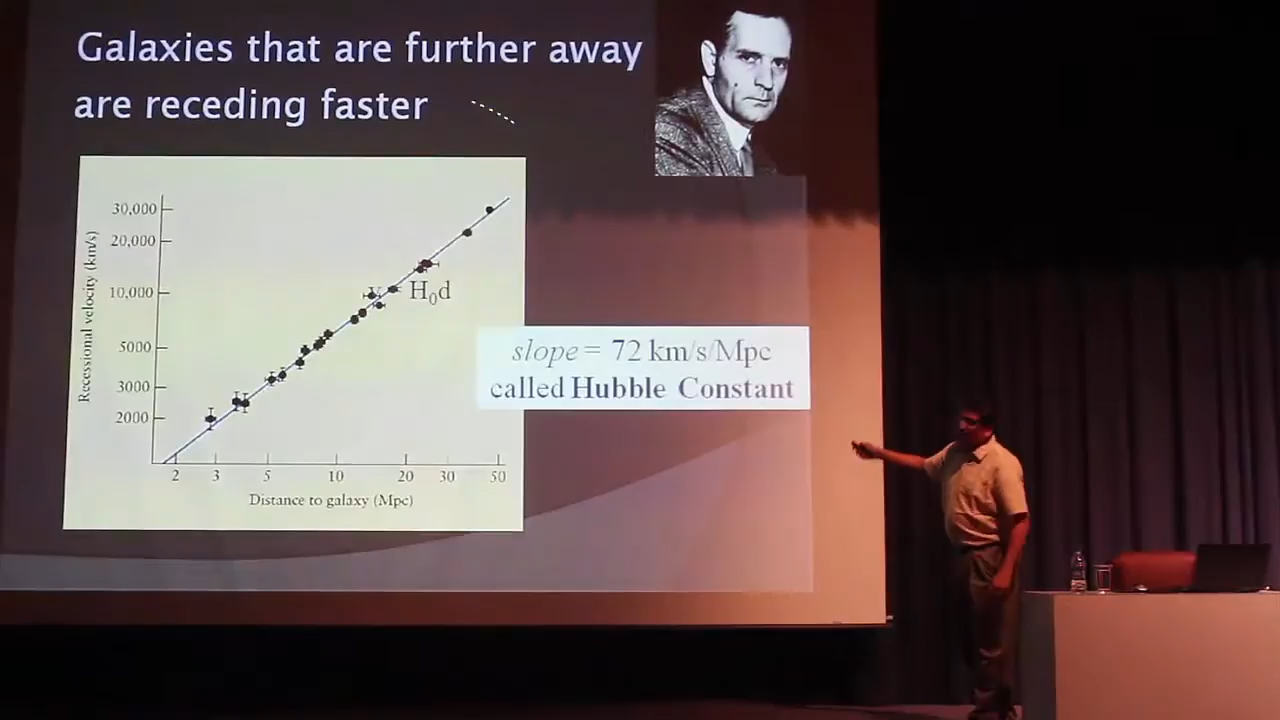 Galaxies that are further away
are receding faster
Recessional velocity (km/s)
30,000
20,000
10,000
5000
3000
2000
H₀d
2 3 5 10 20 30 50
Distance to galaxy (Mpc)
slope = 72 km/s/Mpc
called Hubble Constant